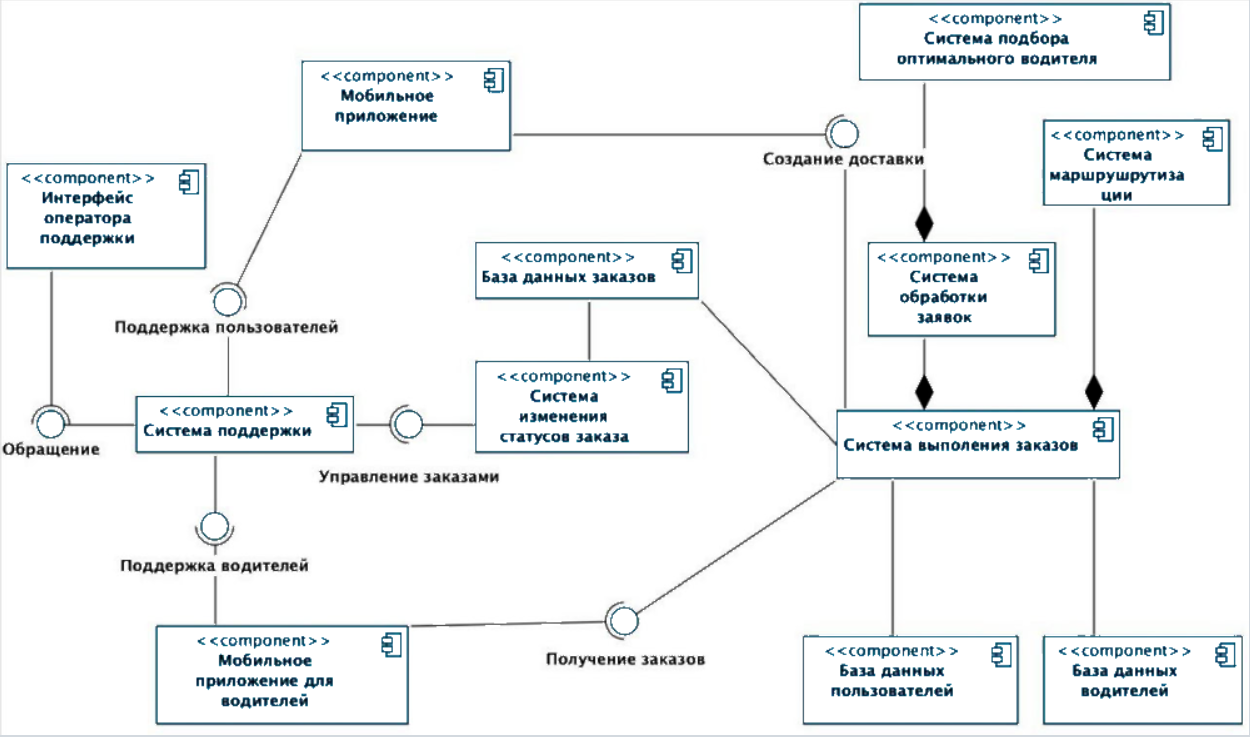 <<component>>
Система подбора
оптимального водителя
<<component>>
Мобильное
приложение
Создание доставки
<<component>>
Система
маршрушрутиза
ции
<<component>>
Интерфейс
оператора
поддержки
<<component>>
База данных заказов
<<component>>
Система
обработки
заявок
Поддержка пользователей
<<component>>
Система
изменения
статусов заказа
<<component>>
Система поддержки
<<component>>
Система выполения заказов
Обращение
Управление заказами
Поддержка водителей
<<component>>
Мобильное
приложение для
водителей
Получение заказов
<<component>>
База данных
пользователей
<<component>>
База данных
водителей